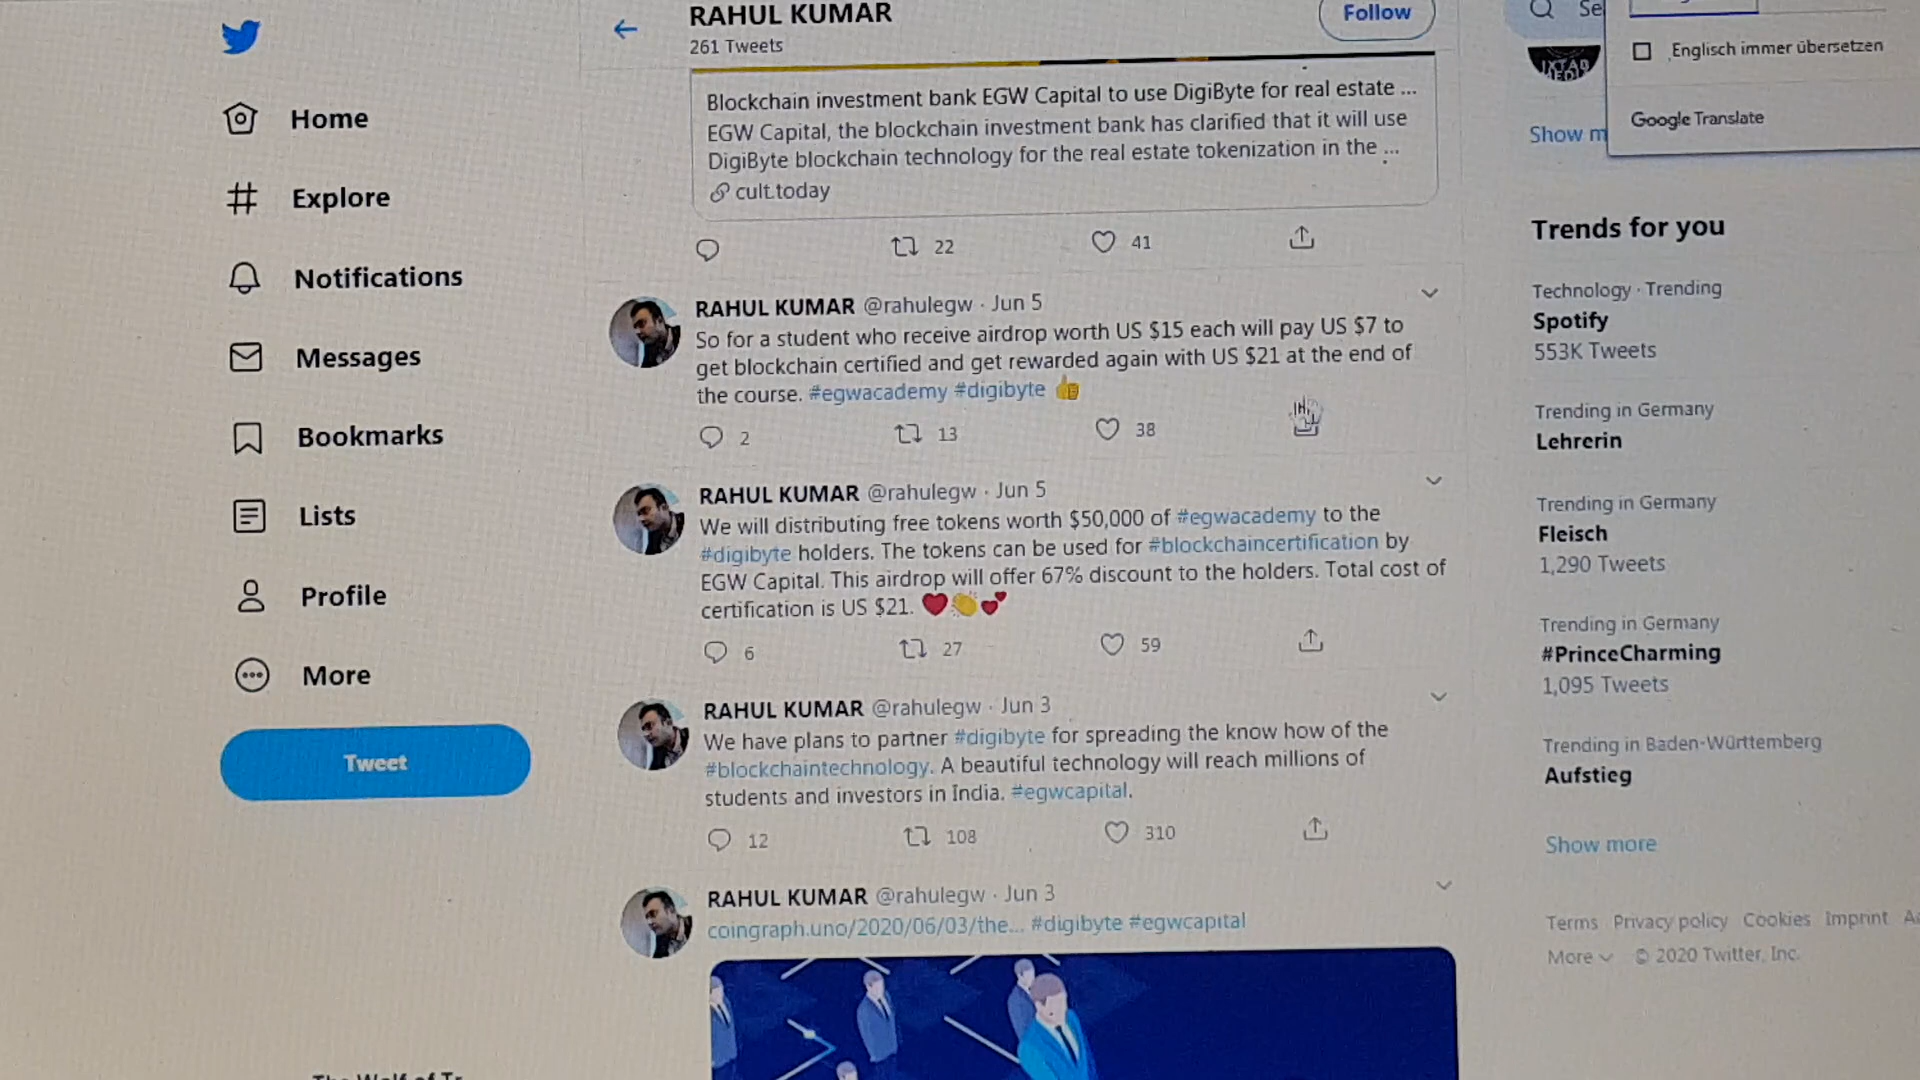 RAHUL KUMAR
261 Tweets
Follow
Home
Explore
Notifications
Messages
Bookmarks
Lists
Profile
More
Tweet
Blockchain investment bank EGW Capital to use DigiByte for real estate ...
EGW Capital, the blockchain investment bank has clarified that it will use
DigiByte blockchain technology for the real estate tokenization in the ...
cult.today
22
41
RAHUL KUMAR @rahulegw · Jun 5
So for a student who receive airdrop worth US $15 each will pay US $7 to
get blockchain certified and get rewarded again with US $21 at the end of
the course. #egwacademy #digibyte 👍
2
13
38
RAHUL KUMAR @rahulegw · Jun 5
We will distributing free tokens worth $50,000 of #egwacademy to the
#digibyte holders. The tokens can be used for #blockchaincertification by
EGW Capital. This airdrop will offer 67% discount to the holders. Total cost of
certification is US $21. ❤️👏💕
6
27
59
RAHUL KUMAR @rahulegw · Jun 3
We have plans to partner #digibyte for spreading the know how of the
#blockchaintechnology. A beautiful technology will reach millions of
students and investors in India. #egwcapital.
12
108
310
RAHUL KUMAR @rahulegw · Jun 3
coingraph.uno/2020/06/03/the... #digibyte #egwcapital
Se
Englisch immer übersetzen
Google Translate
IXTAD
MEDI
Show m
Trends for you
Technology · Trending
Spotify
553K Tweets
Trending in Germany
Lehrerin
Trending in Germany
Fleisch
1,290 Tweets
Trending in Germany
#PrinceCharming
1,095 Tweets
Trending in Baden-Württemberg
Aufstieg
Show more
Terms Privacy policy Cookies Imprint
More © 2020 Twitter, Inc.